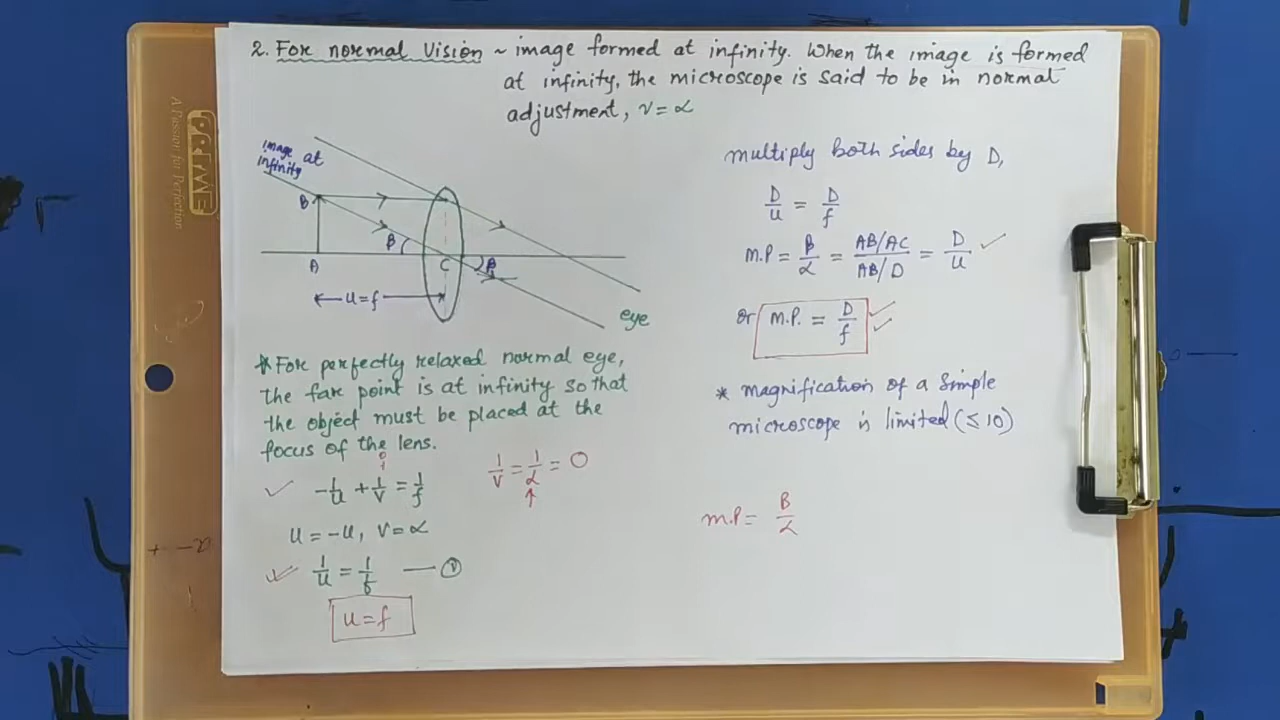 2. For normal Vision ~ image formed at infinity. When the image is formed
at infinity, the microscope is said to be in normal
adjustment, v = α
image at
infinity
B
β
A
C
β
u=f
eye
* For perfectly relaxed normal eye,
the far point is at infinity so that
the object must be placed at the
focus of the lens.
-1/u + 1/v = 1/f
1/v = 1/α = 0
u = -u, v = α
1/u = 1/f
u = f
multiply both sides by D,
D/u = D/f
M.P = β/α = (AB/AC)/(AB/D) = D/u
or M.P. = D/f
* Magnification of a Simple
microscope is limited (≤ 10)
M.P = β/α
A Passion for Perfection